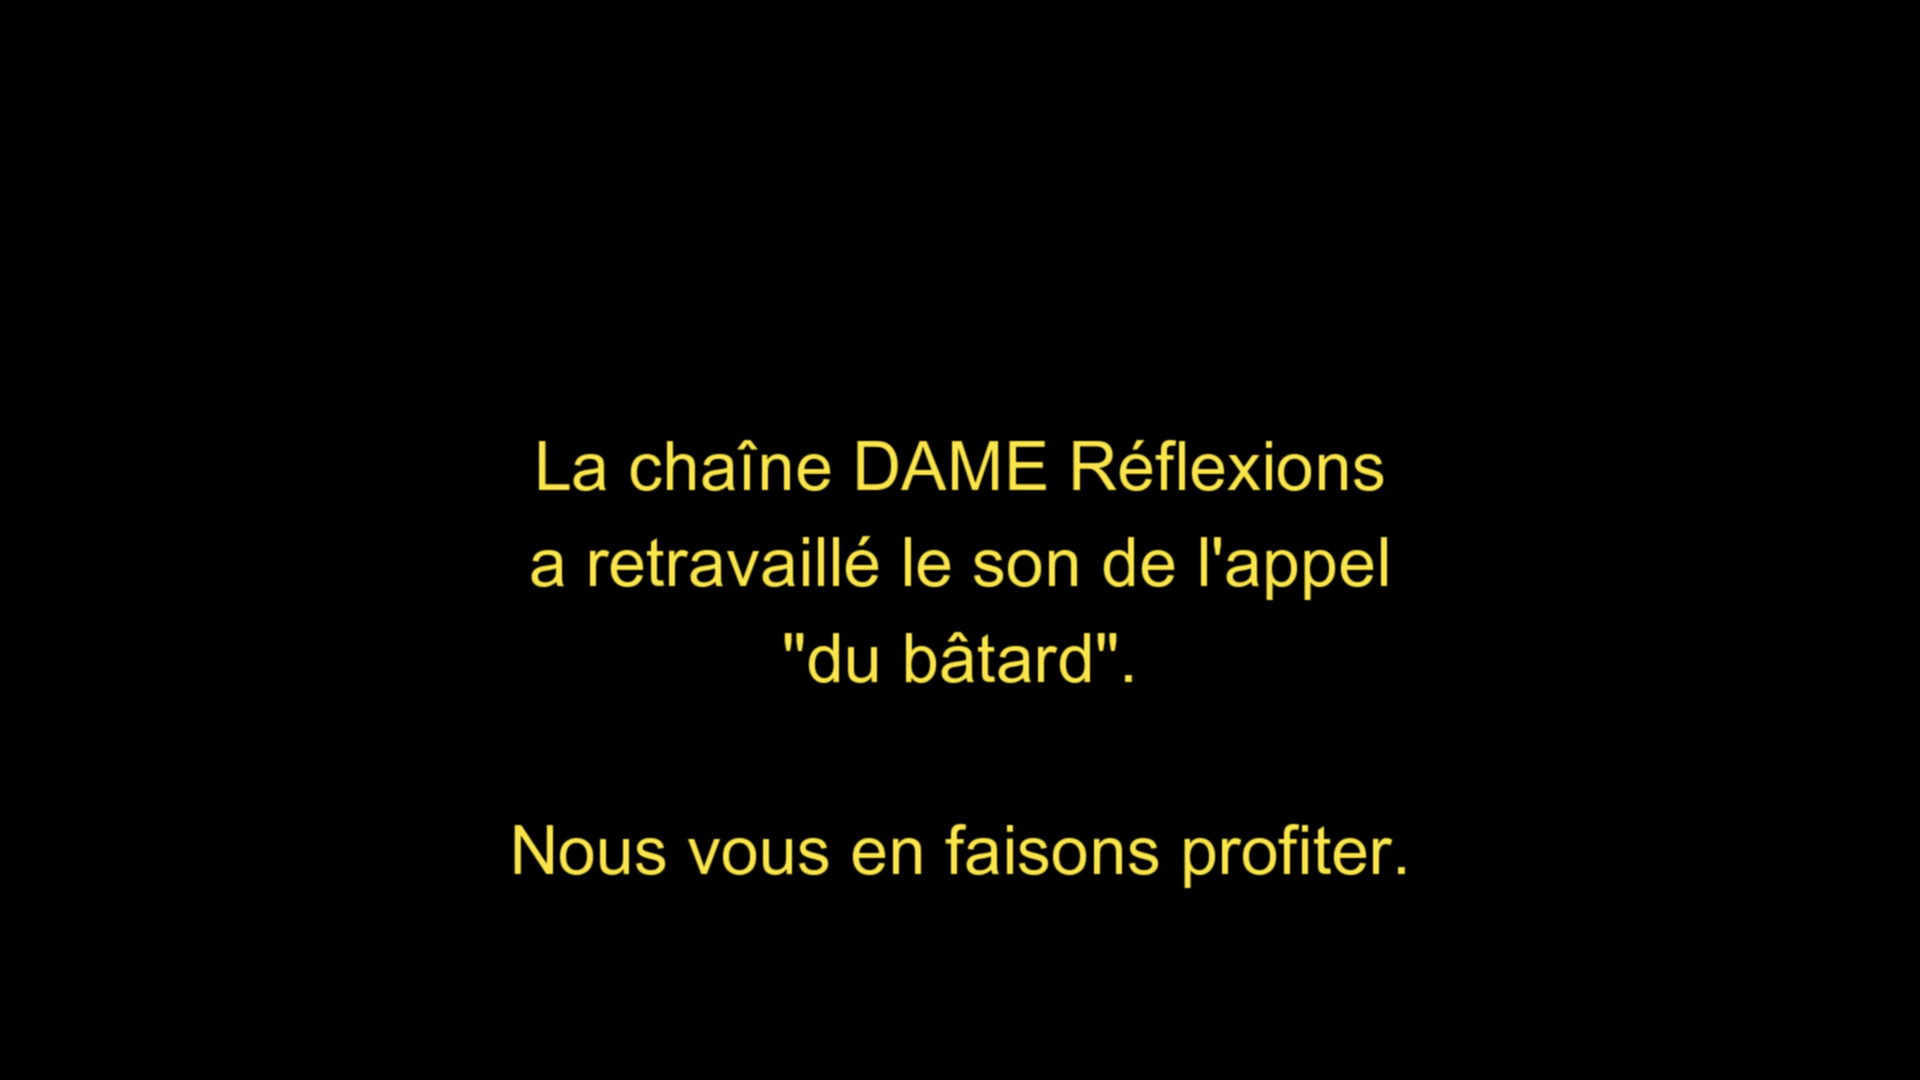 La chaîne DAME Réflexions
a retravaillé le son de l'appel
"du bâtard".
Nous vous en faisons profiter.